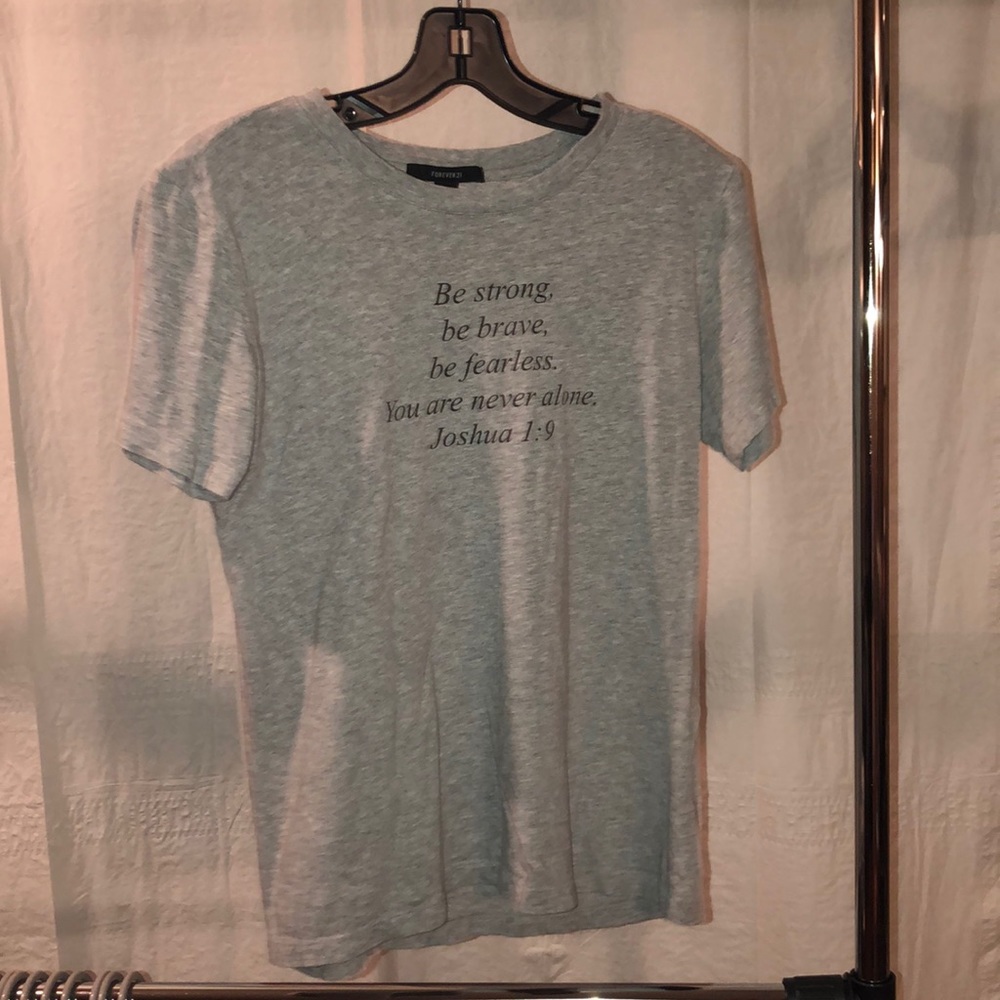 FOREVER21
Be strong,
be brave,
be fearless.
You are never alone.
Joshua 1:9